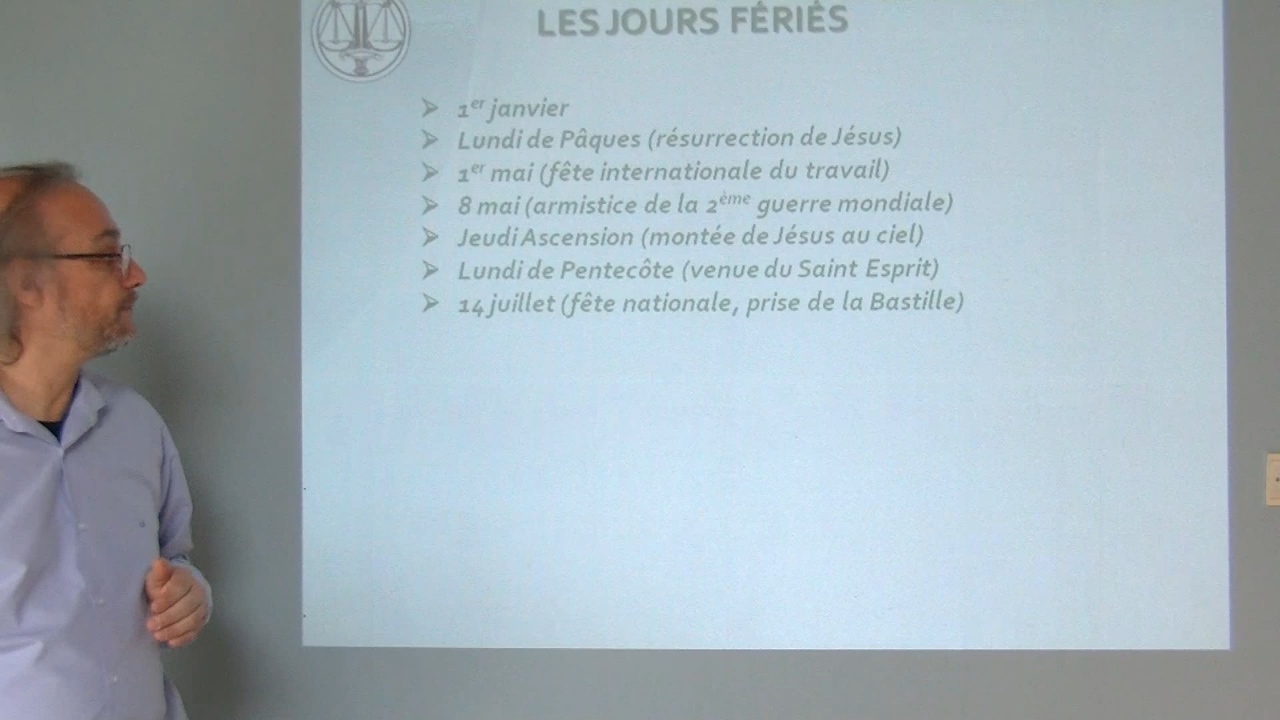 LES JOURS FÉRIÉS
➢ 1er janvier
➢ Lundi de Pâques (résurrection de Jésus)
➢ 1er mai (fête internationale du travail)
➢ 8 mai (armistice de la 2ème guerre mondiale)
➢ Jeudi Ascension (montée de Jésus au ciel)
➢ Lundi de Pentecôte (venue du Saint Esprit)
➢ 14 juillet (fête nationale, prise de la Bastille)